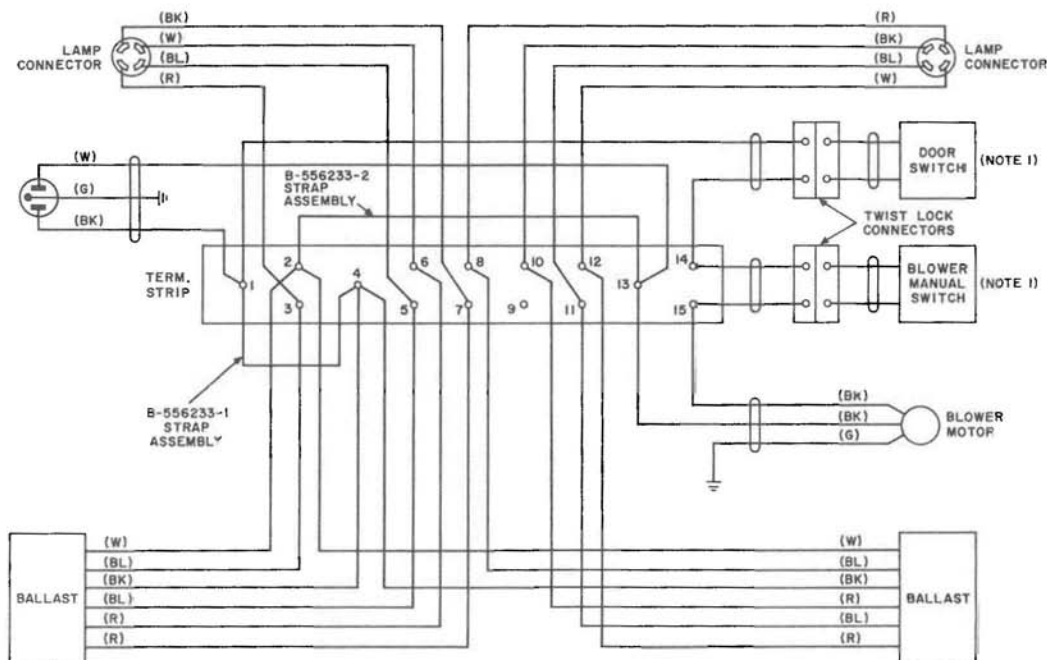 (BK)
(W)
(BL)
(R)
LAMP
CONNECTOR
(R)
(BK)
(BL)
(W)
LAMP
CONNECTOR
(W)
(G)
(BK)
B-556233-2
STRAP
ASSEMBLY
DOOR
SWITCH
(NOTE 1)
TWIST LOCK
CONNECTORS
BLOWER
MANUAL
SWITCH
(NOTE 1)
TERM.
STRIP
1
2
3
4
5
6
7
8
9
10
11
12
13
14
15
B-556233-1
STRAP
ASSEMBLY
(BK)
(BK)
(G)
BLOWER
MOTOR
BALLAST
(W)
(BL)
(BK)
(BL)
(R)
(R)
(W)
(BL)
(BK)
(R)
(BL)
(R)
BALLAST